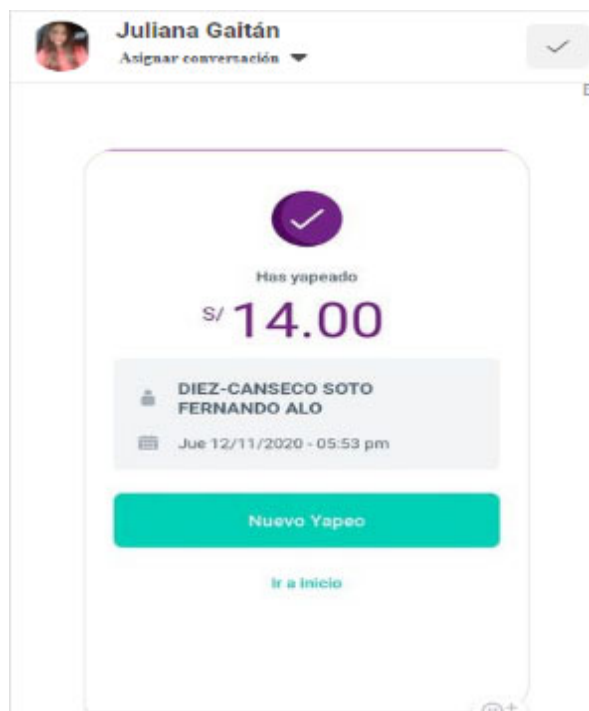 Juliana Gaitán
Asignar conversación
Has yapeado
S/ 14.00
DIEZ-CANSECO SOTO
FERNANDO ALO
Jue 12/11/2020 - 05:53 pm
Nuevo Yapeo
Ir a inicio